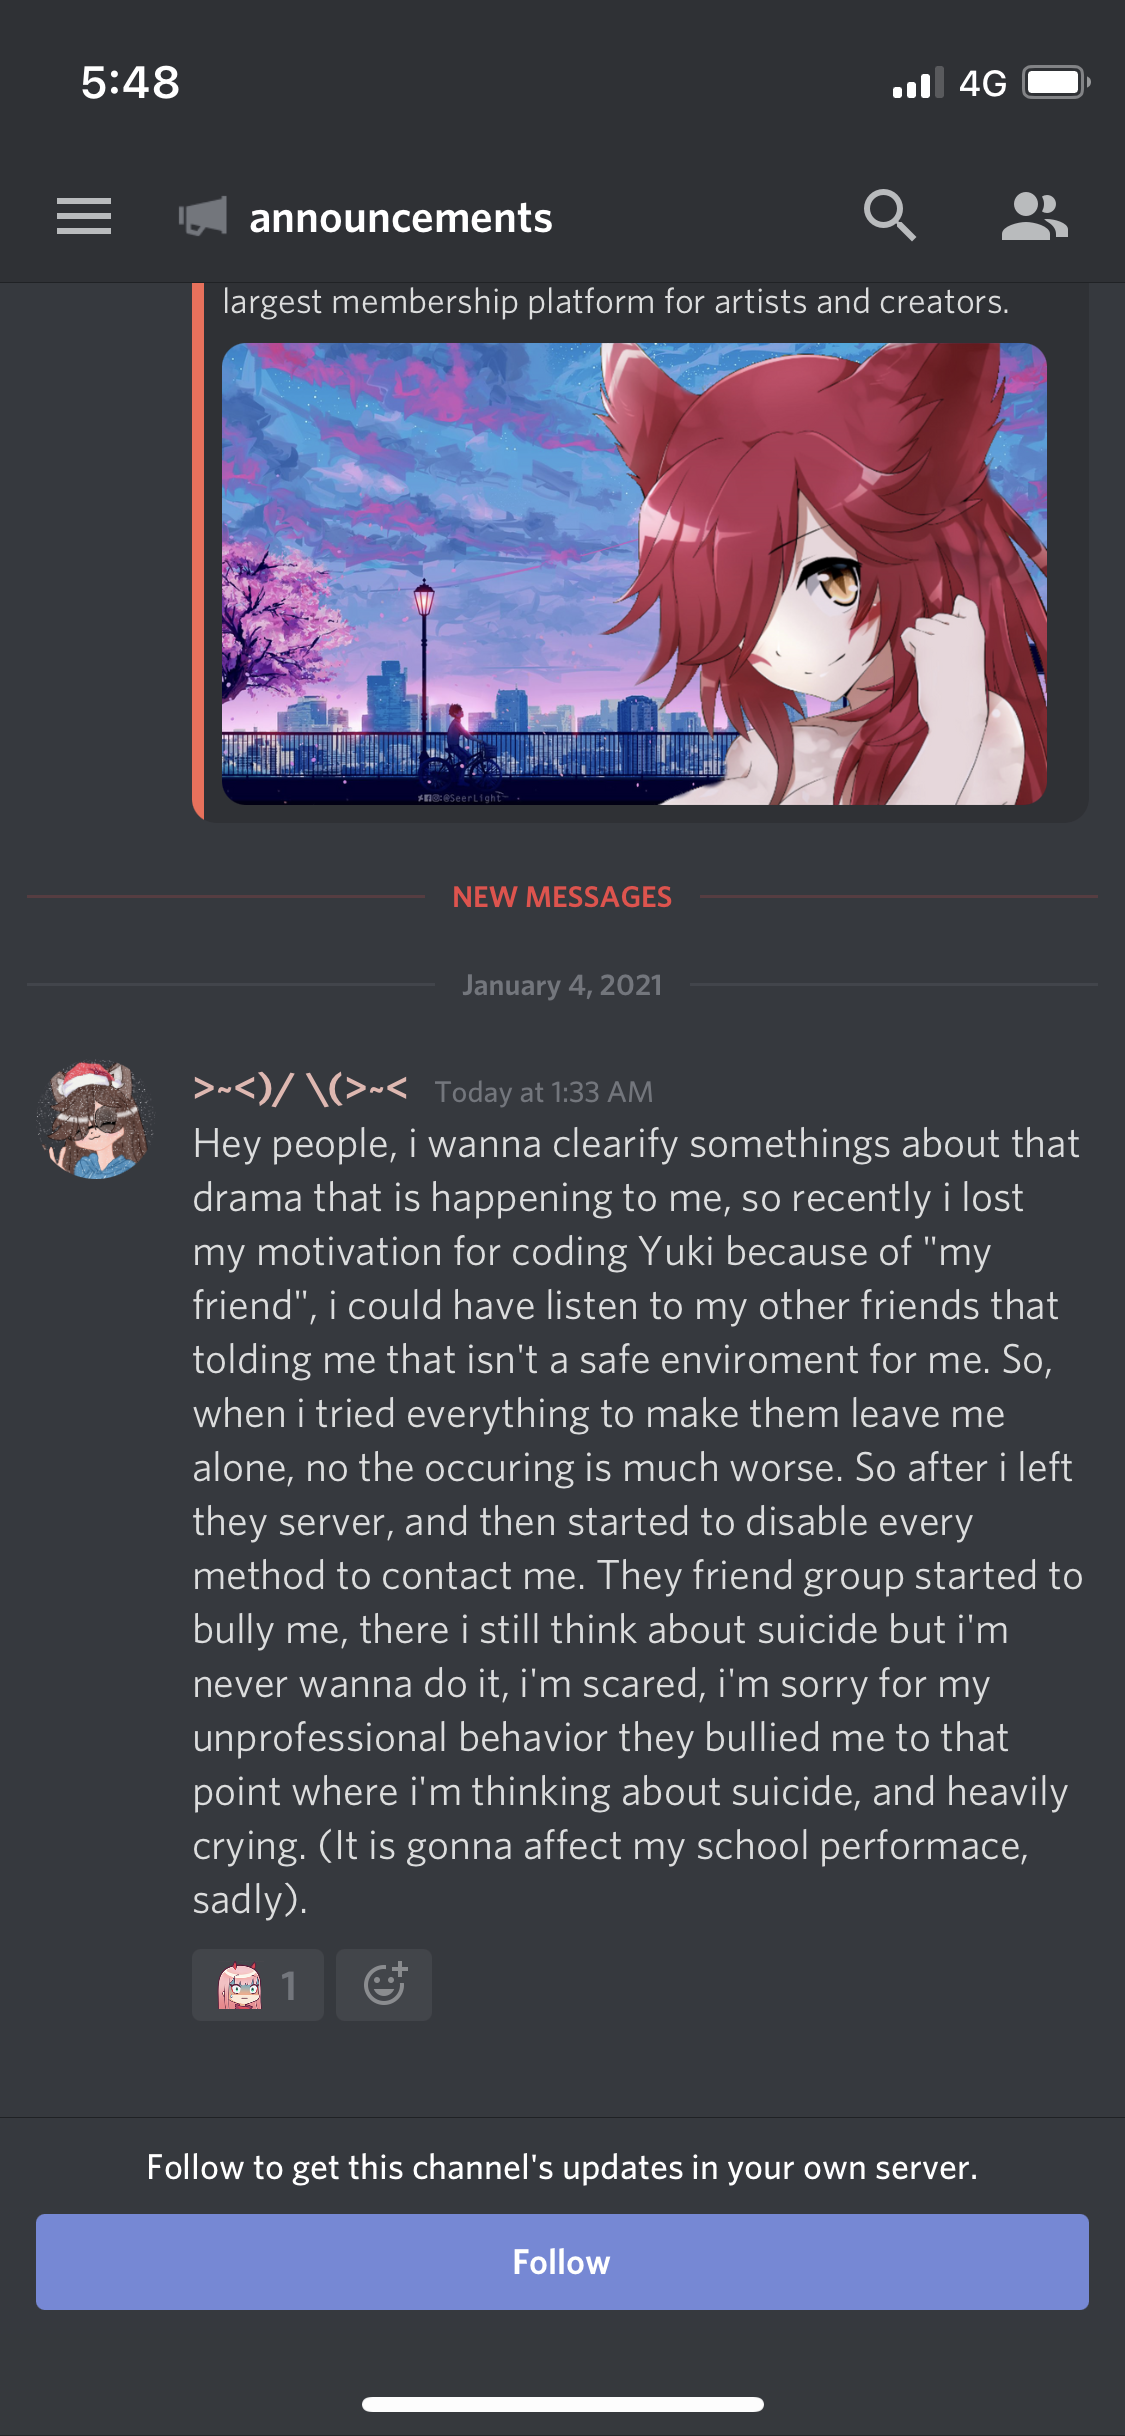 5:48
4G
announcements
largest membership platform for artists and creators.
@SeerLight
NEW MESSAGES
January 4, 2021
>~<)/ \(>~< Today at 1:33 AM
Hey people, i wanna clearify somethings about that
drama that is happening to me, so recently i lost
my motivation for coding Yuki because of "my
friend", i could have listen to my other friends that
tolding me that isn't a safe enviroment for me. So,
when i tried everything to make them leave me
alone, no the occuring is much worse. So after i left
they server, and then started to disable every
method to contact me. They friend group started to
bully me, there i still think about suicide but i'm
never wanna do it, i'm scared, i'm sorry for my
unprofessional behavior they bullied me to that
point where i'm thinking about suicide, and heavily
crying. (It is gonna affect my school performace,
sadly).
1
Follow to get this channel's updates in your own server.
Follow